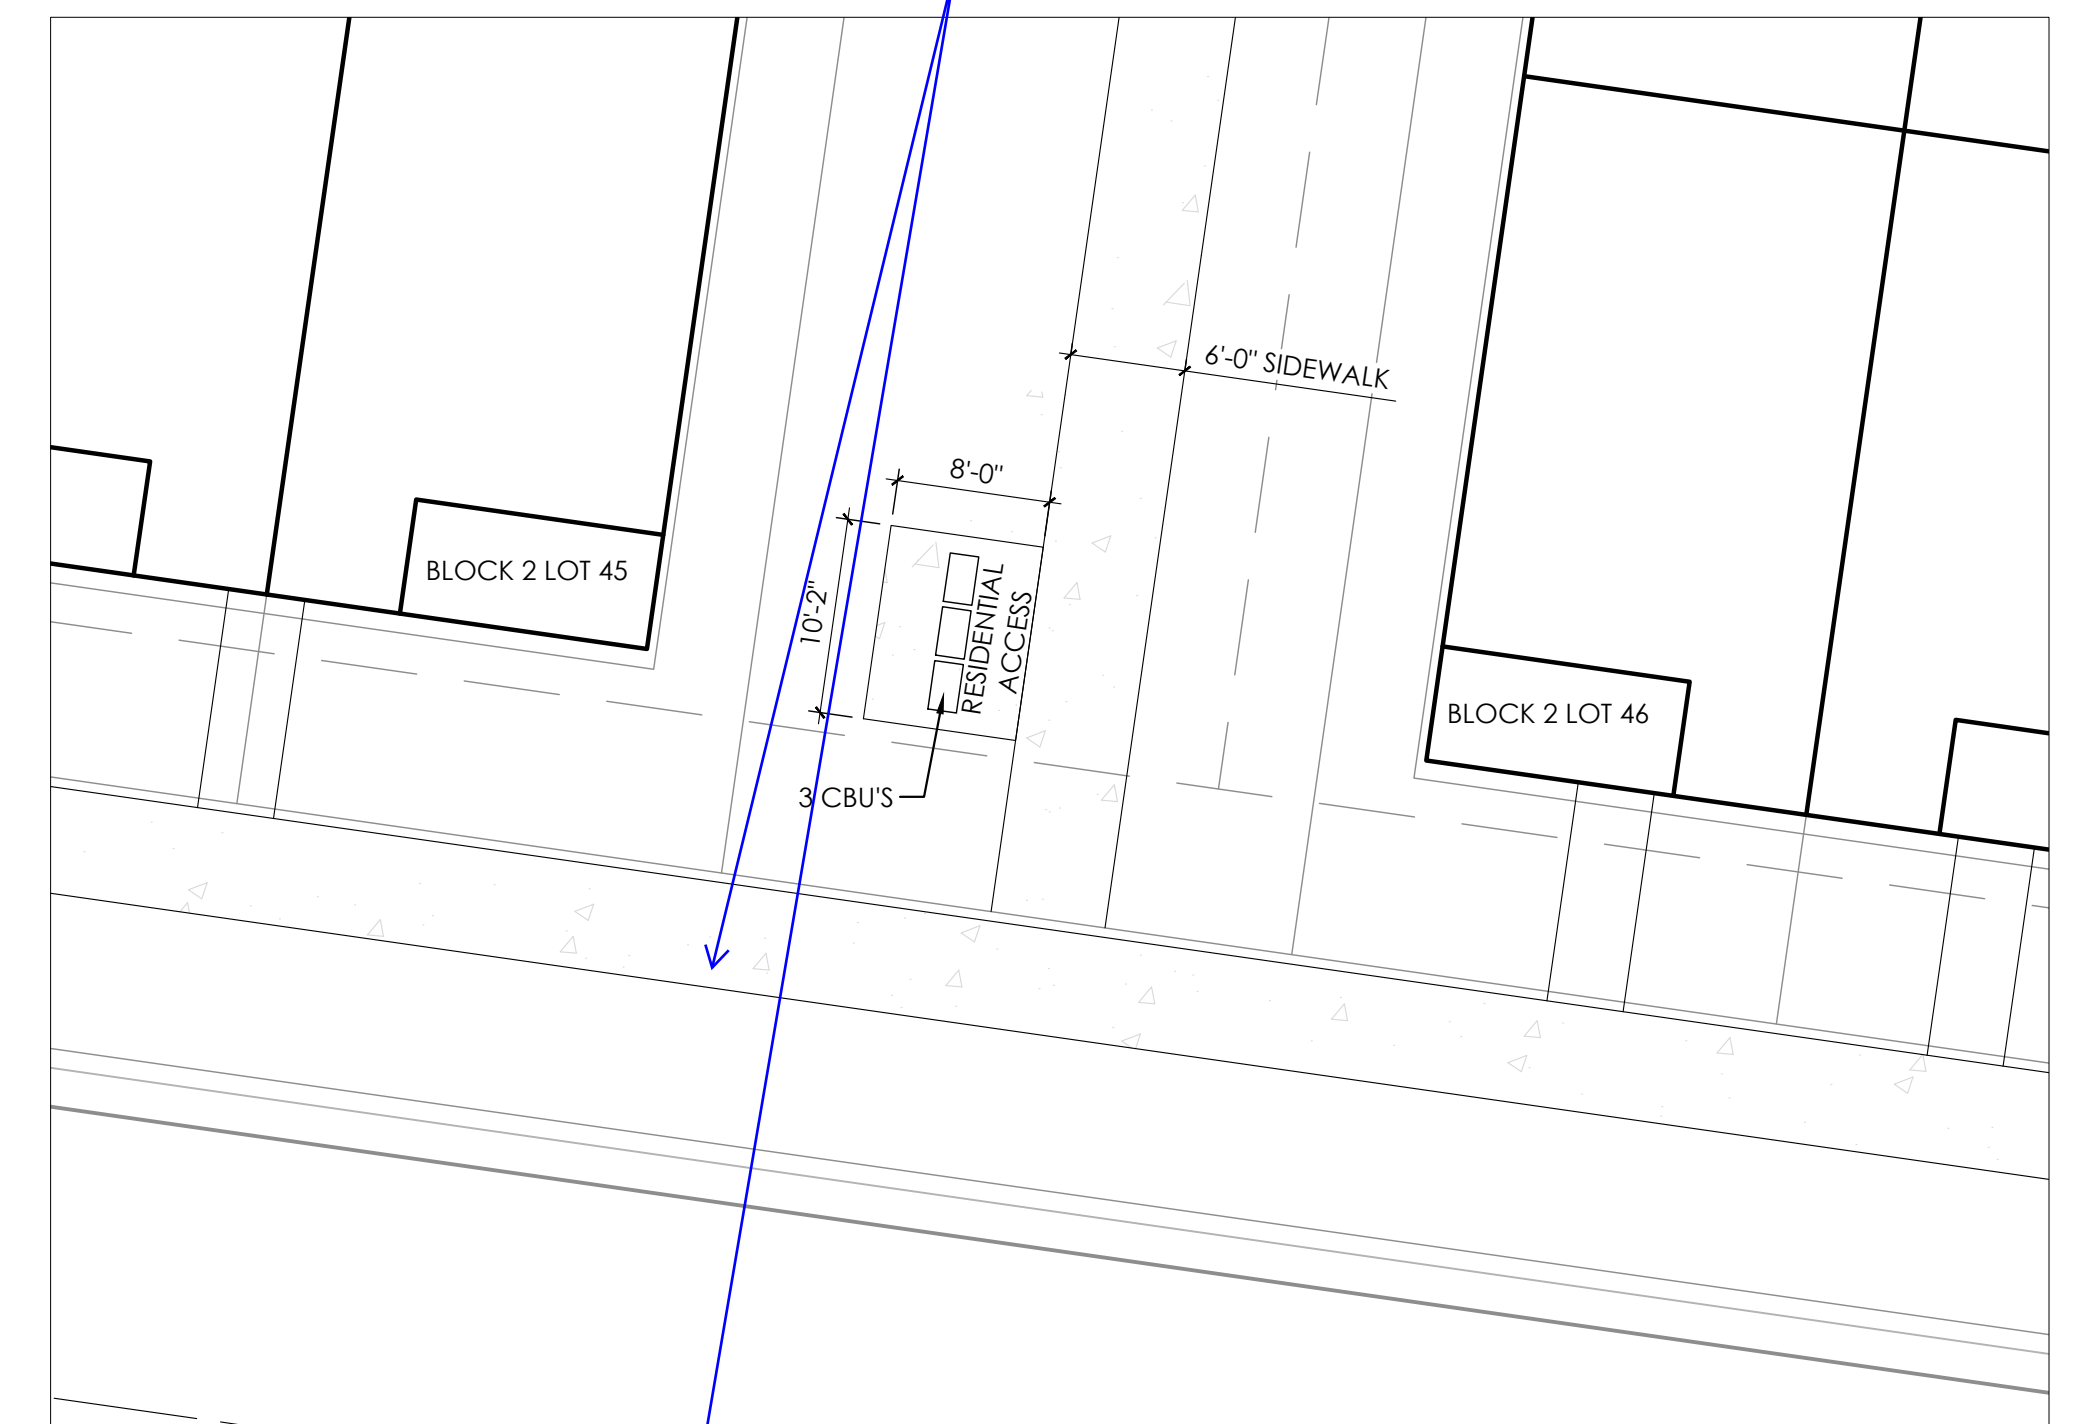 6'-0" SIDEWALK
8'-0"
10'-2"
BLOCK 2 LOT 45
RESIDENTIAL
ACCESS
BLOCK 2 LOT 46
3 CBU'S